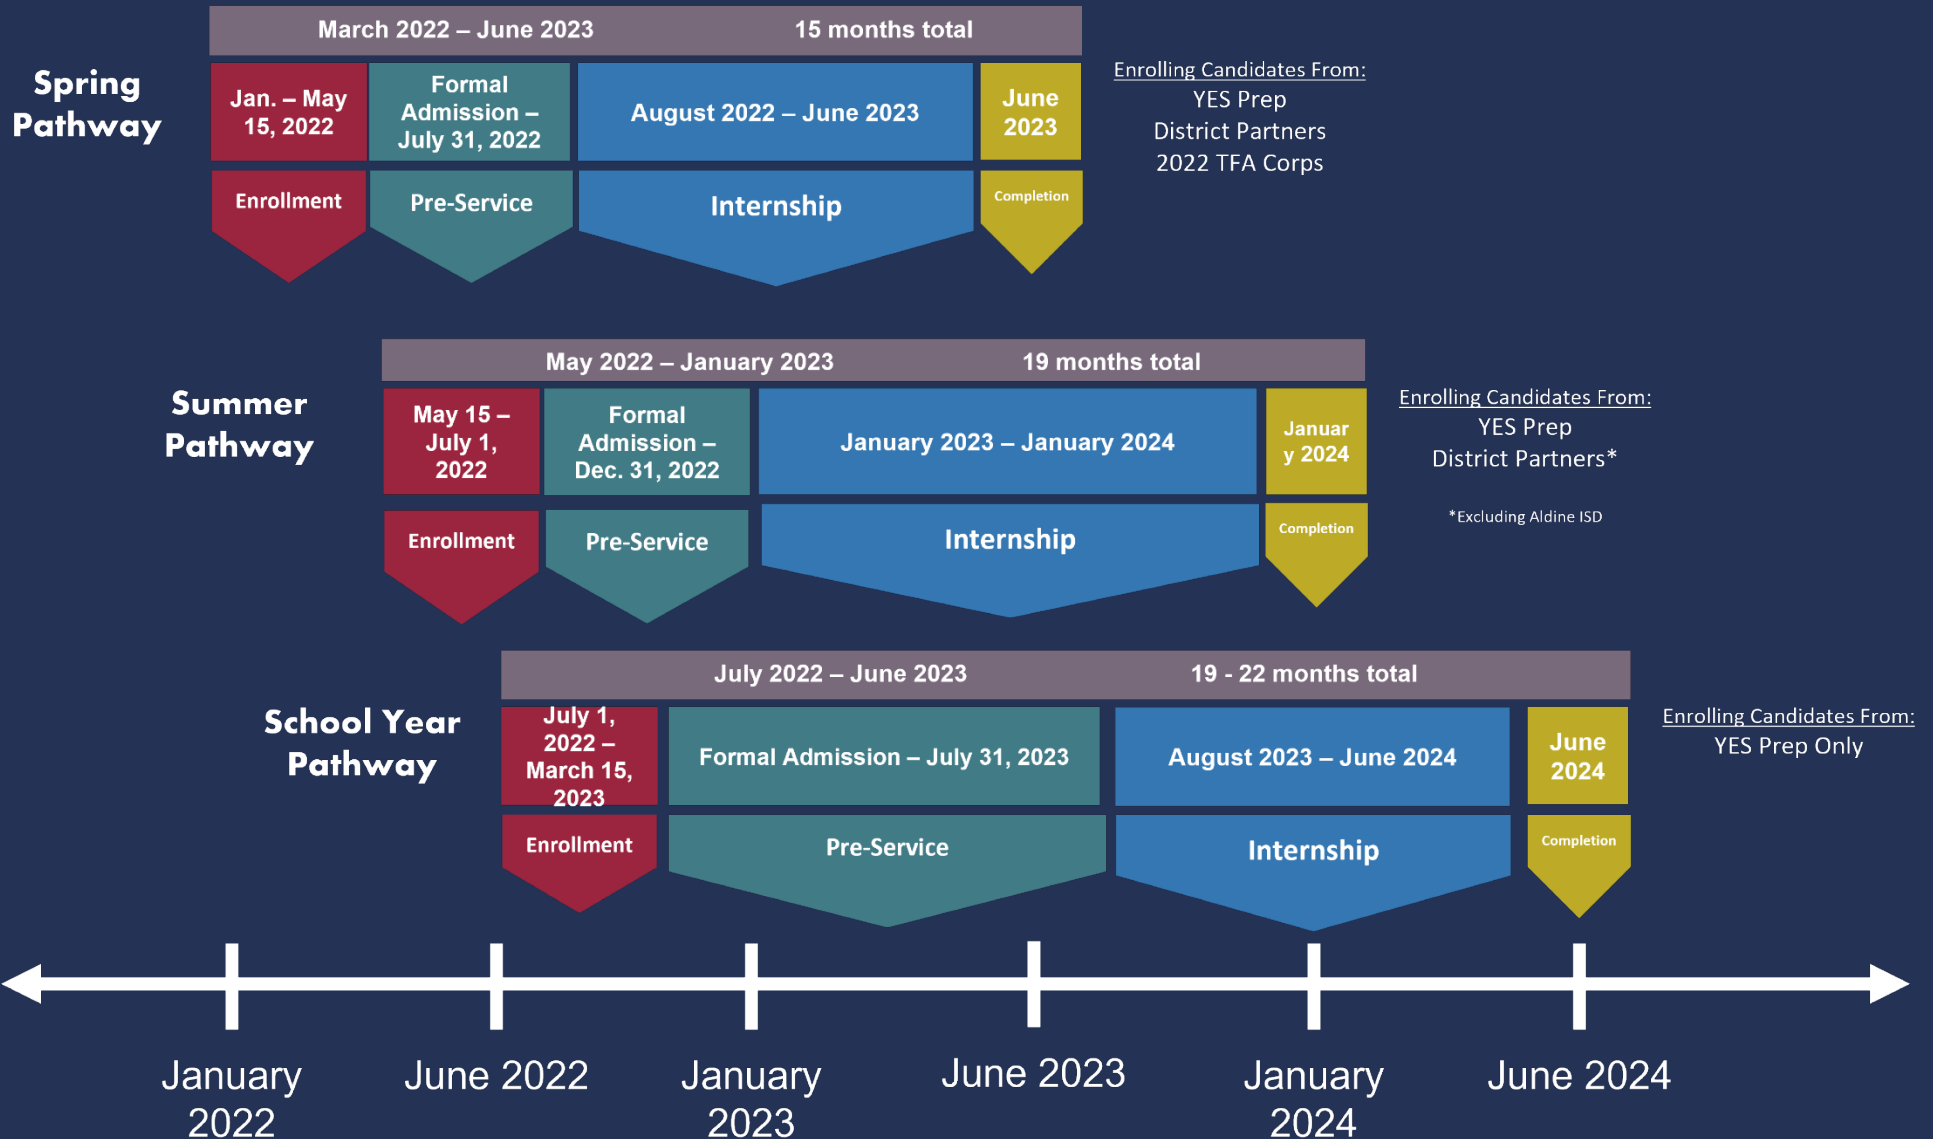 March 2022 – June 2023 15 months total
Spring
Pathway
Jan. – May
15, 2022
Formal
Admission –
July 31, 2022
August 2022 – June 2023
June
2023
Enrolling Candidates From:
YES Prep
District Partners
2022 TFA Corps
Enrollment
Pre-Service
Internship
Completion
May 2022 – January 2023 19 months total
Summer
Pathway
May 15 –
July 1,
2022
Formal
Admission –
Dec. 31, 2022
January 2023 – January 2024
Januar
y 2024
Enrolling Candidates From:
YES Prep
District Partners*
*Excluding Aldine ISD
Enrollment
Pre-Service
Internship
Completion
July 2022 – June 2023 19 - 22 months total
School Year
Pathway
July 1,
2022 –
March 15,
2023
Formal Admission – July 31, 2023
August 2023 – June 2024
June
2024
Enrolling Candidates From:
YES Prep Only
Enrollment
Pre-Service
Internship
Completion
January
2022
June 2022
January
2023
June 2023
January
2024
June 2024